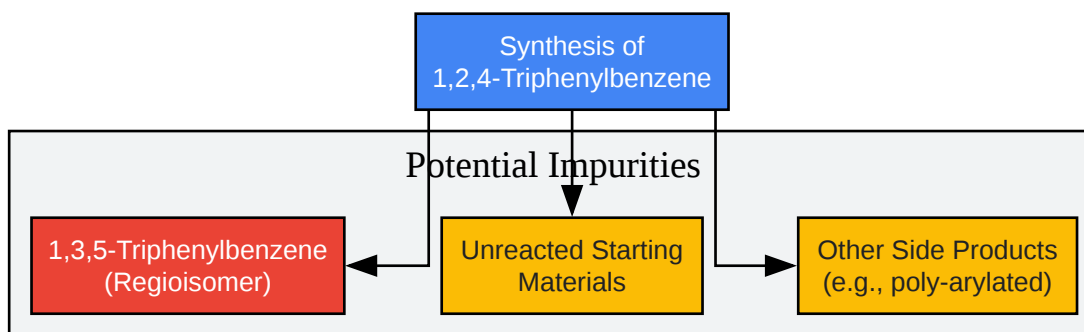 Synthesis of
1,2,4-Triphenylbenzene
Potential Impurities
1,3,5-Triphenylbenzene
(Regioisomer)
Unreacted Starting
Materials
Other Side Products
(e.g., poly-arylated)